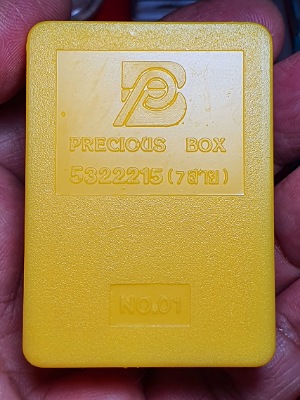 PRECIOUS BOX
5322215 (7 สาย)
NO.01